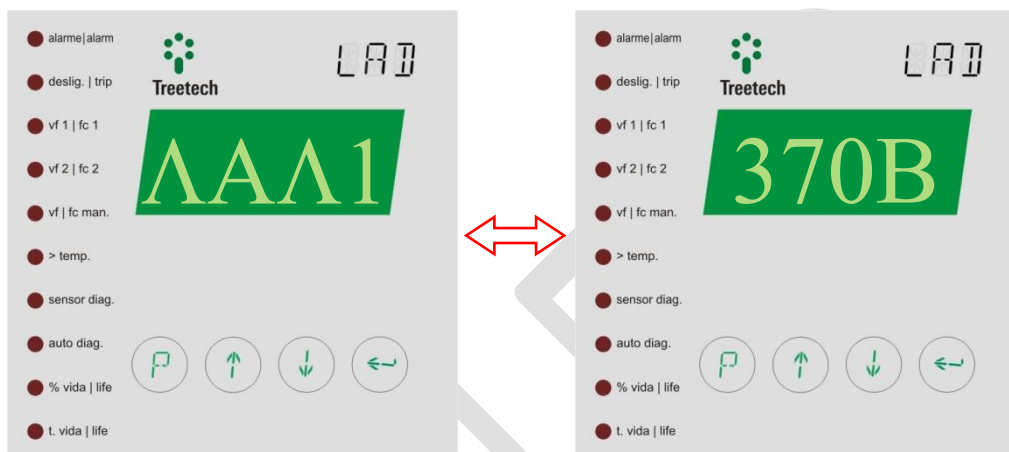 alarme|alarm
deslig. | trip
vf 1 | fc 1
vf 2 | fc 2
vf | fc man.
> temp.
sensor diag.
auto diag.
% vida | life
t. vida | life
Treetech
LAD
ΛAΛ1
P
alarme|alarm
deslig. | trip
vf 1 | fc 1
vf 2 | fc 2
vf | fc man.
> temp.
sensor diag.
auto diag.
% vida | life
t. vida | life
Treetech
LAD
370B
P